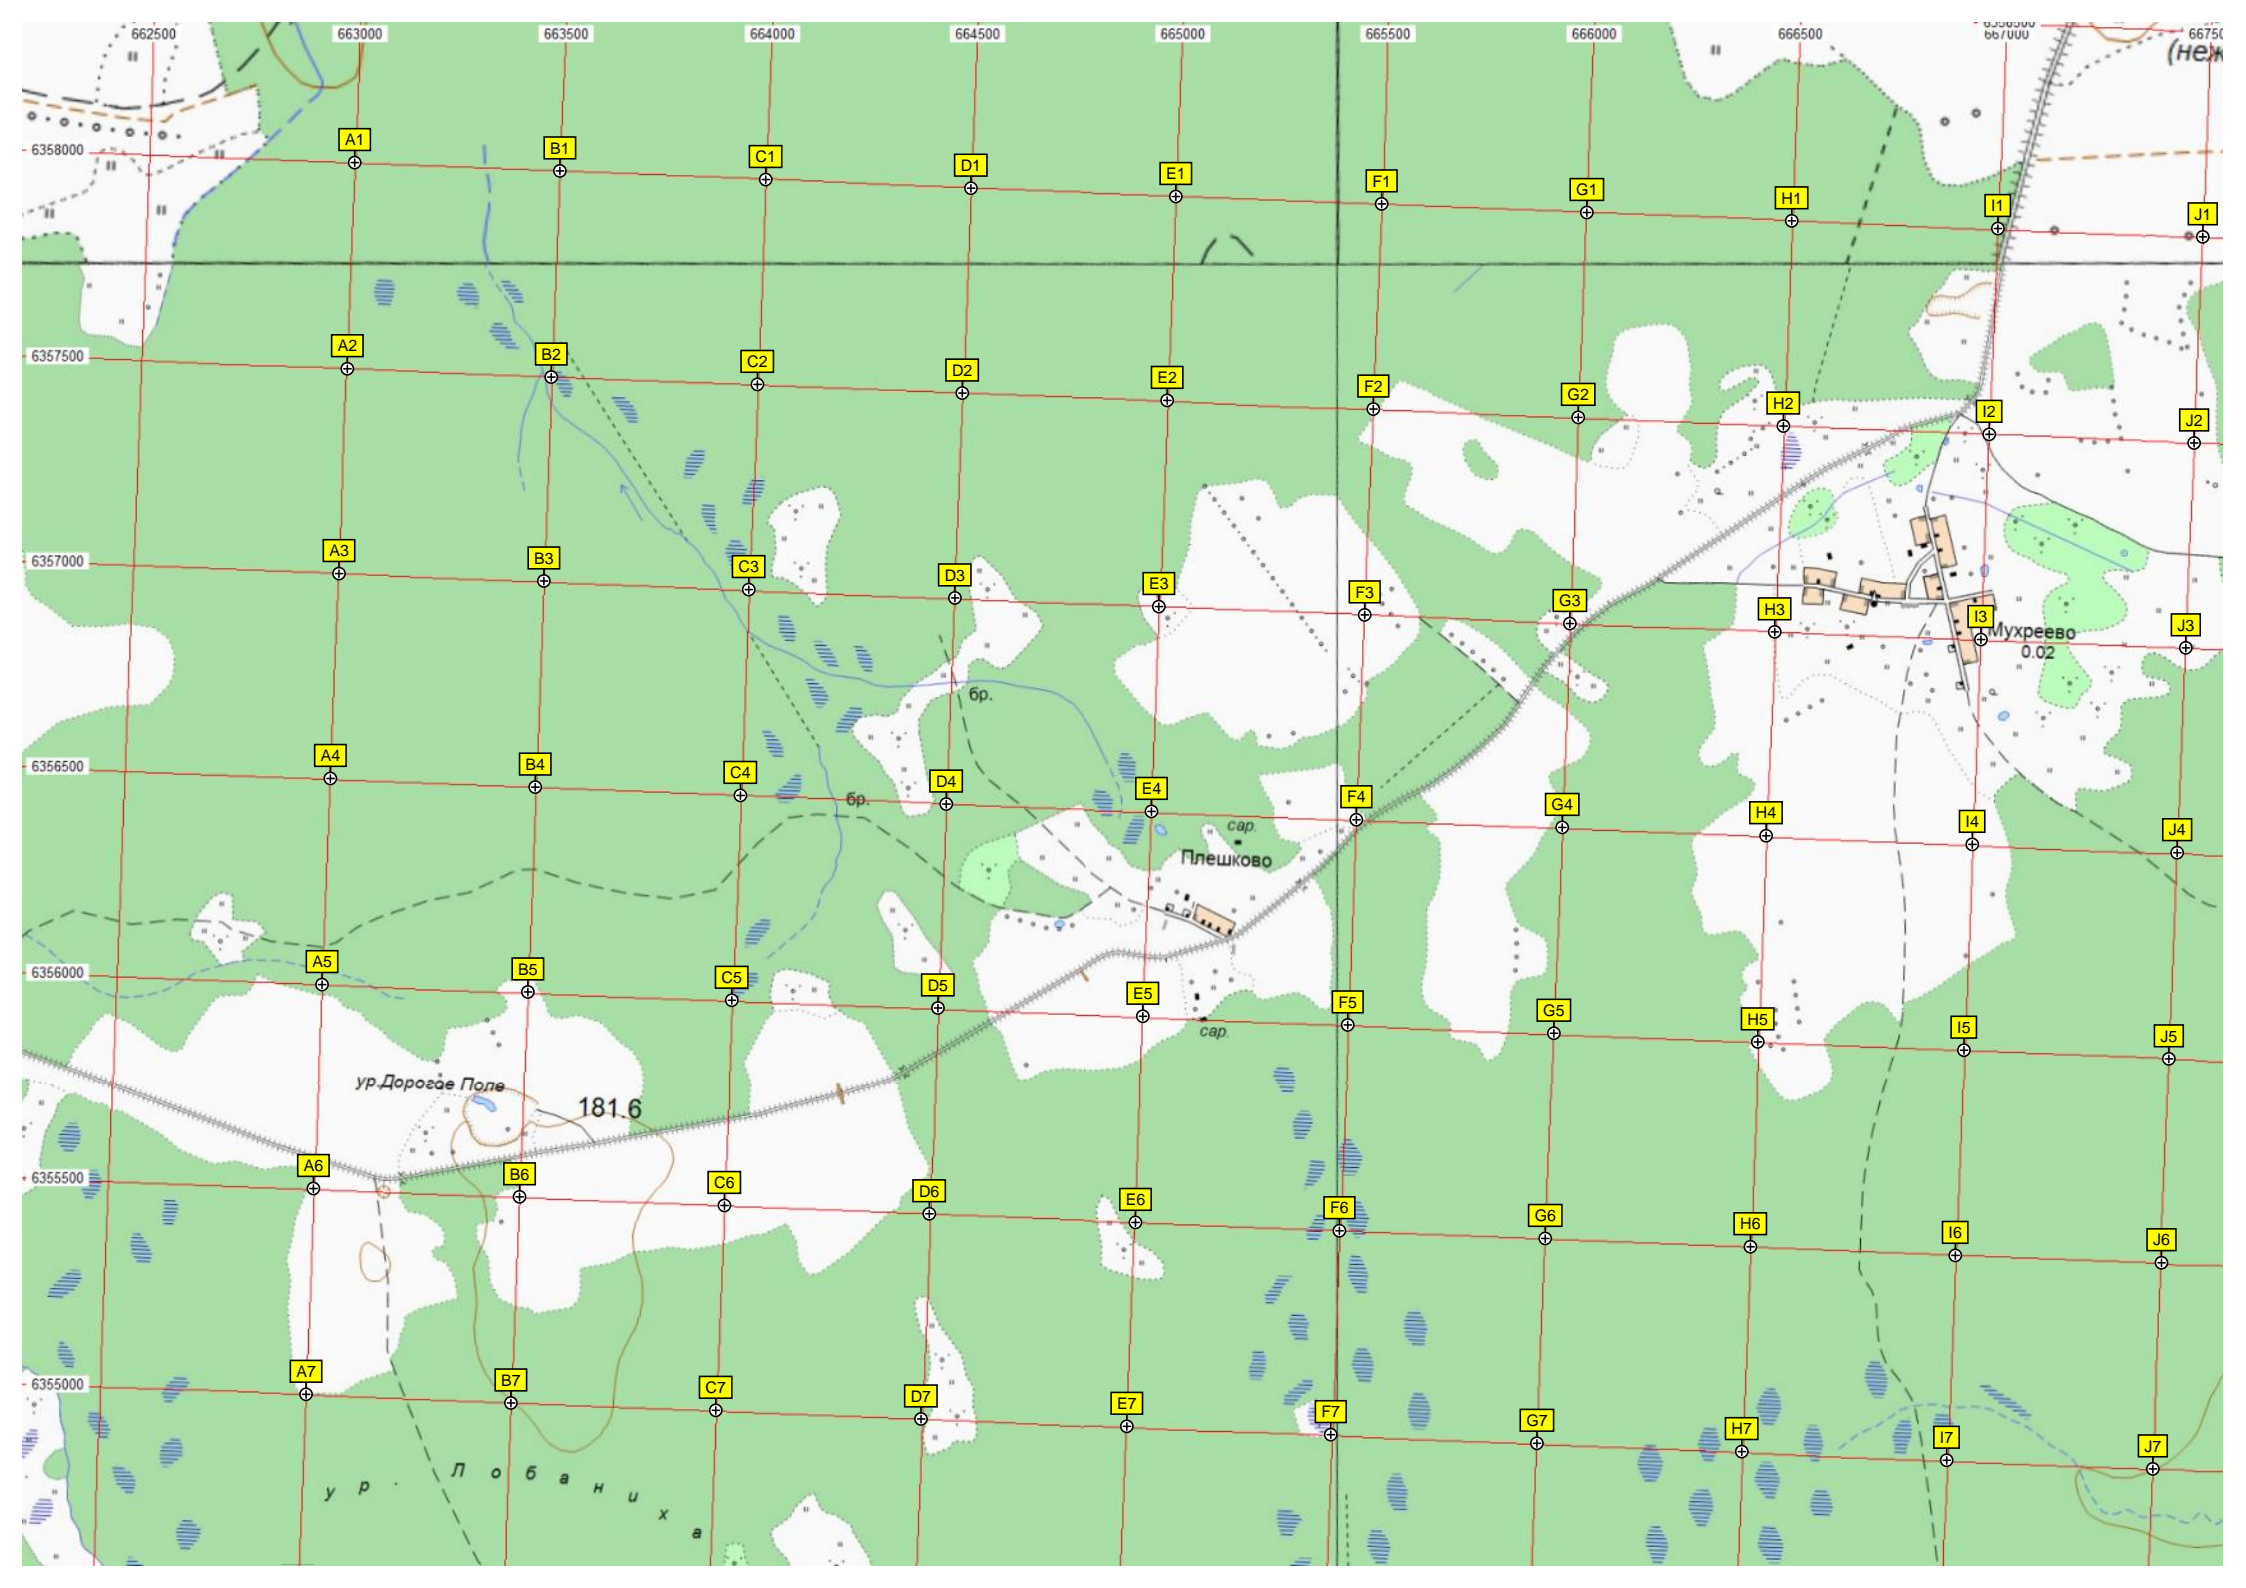 6356500
662500 663000 663500 664000 664500 665000 665500 666000 666500 667000
(неж
6358000
A1 B1 C1 D1 E1 F1 G1 H1 I1 J1
6357500
A2 B2 C2 D2 E2 F2 G2 H2 I2 J2
6357000
A3 B3 C3 D3 E3 F3 G3 H3 I3 J3
Мухреево
0.02
бр.
6356500
A4 B4 C4 D4 E4 F4 G4 H4 I4 J4
бр.
сар.
Плешково
6356000
A5 B5 C5 D5 E5 F5 G5 H5 I5 J5
сар.
ур.Дорогое Поле
181.6
6355500
A6 B6 C6 D6 E6 F6 G6 H6 I6 J6
6355000
A7 B7 C7 D7 E7 F7 G7 H7 I7 J7
ур. Лобаниха